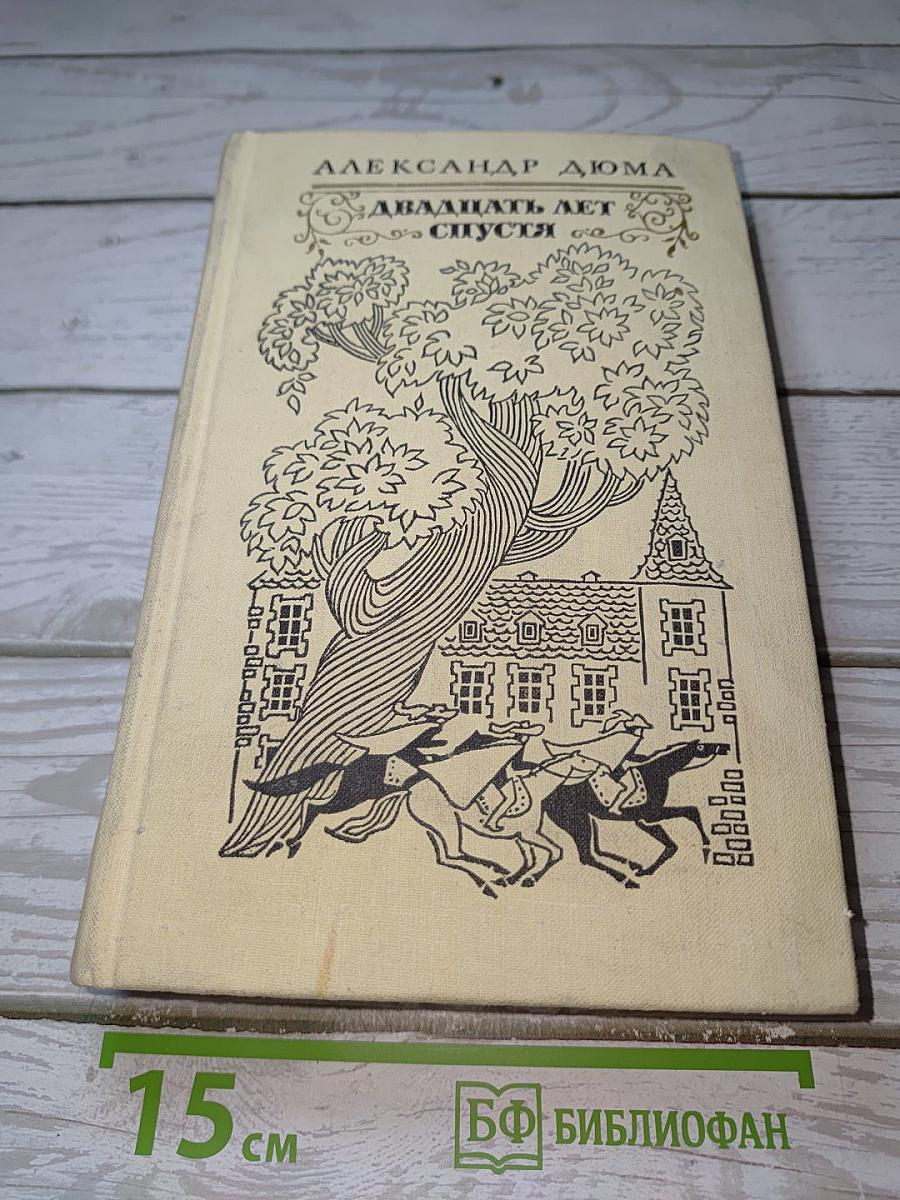 АЛЕКСАНДР ДЮМА
ДВАДЦАТЬ ЛЕТ
СПУСТЯ
15 см
БФ БИБЛИОФАН